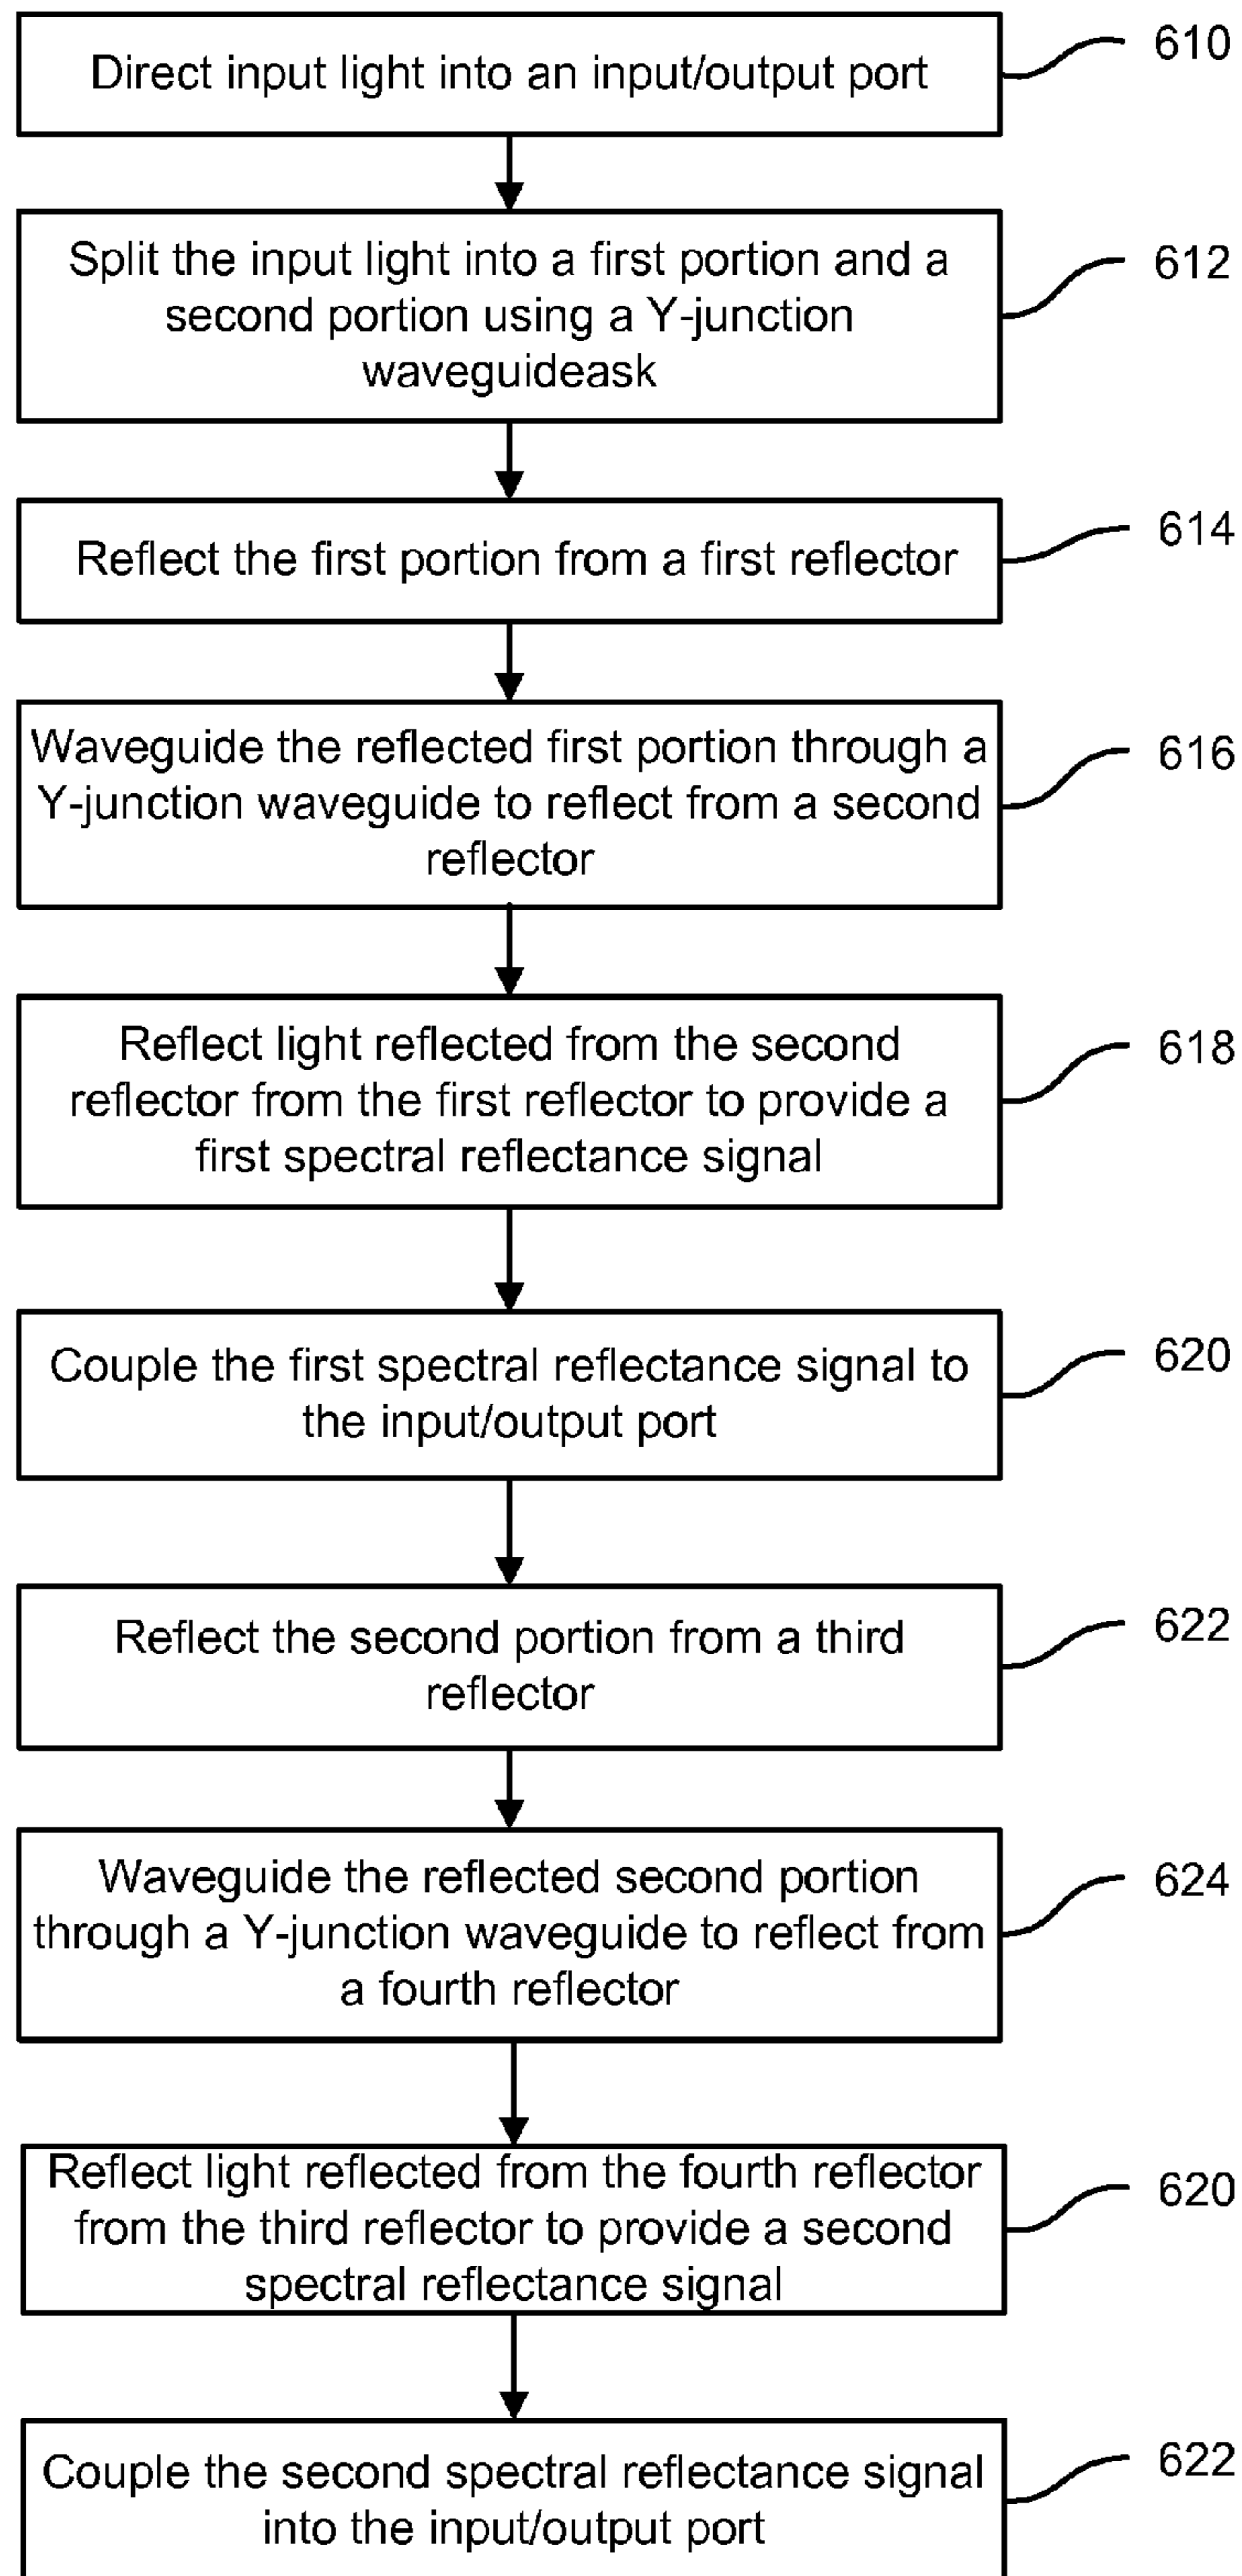 Direct input light into an input/output port
610
Split the input light into a first portion and a
second portion using a Y-junction
waveguideask
612
Reflect the first portion from a first reflector
614
Waveguide the reflected first portion through a
Y-junction waveguide to reflect from a second
reflector
616
Reflect light reflected from the second
reflector from the first reflector to provide a
first spectral reflectance signal
618
Couple the first spectral reflectance signal to
the input/output port
620
Reflect the second portion from a third
reflector
622
Waveguide the reflected second portion
through a Y-junction waveguide to reflect from
a fourth reflector
624
Reflect light reflected from the fourth reflector
from the third reflector to provide a second
spectral reflectance signal
620
Couple the second spectral reflectance signal
into the input/output port
622